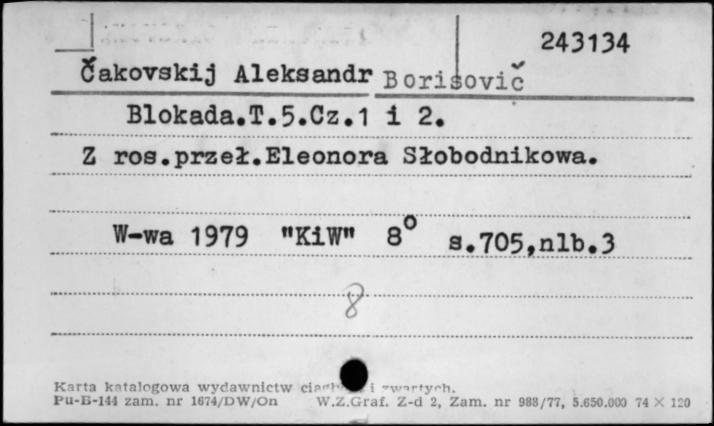 243134
Čakovskij Aleksandr Borisovič
Blokada.T.5.Cz.1 i 2.
Z ros.przeł.Eleonora Słobodnikowa.
W-wa 1979 "KiW" 8° s.705,nlb.3
8
Karta katalogowa wydawnictw i zwartych.
Pu-B-144 zam. nr 1674/DW/On W.Z.Graf. Z-d 2, Zam. nr 988/77, 5.650.000 74 × 120